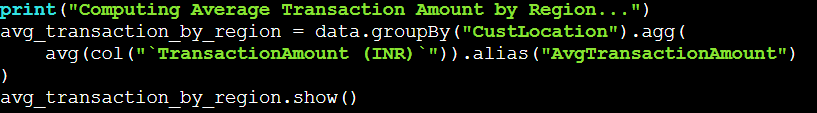 print("Computing Average Transaction Amount by Region...")
avg_transaction_by_region = data.groupBy("CustLocation").agg(
    avg(col("`TransactionAmount (INR)`")).alias("AvgTransactionAmount")
)
avg_transaction_by_region.show()